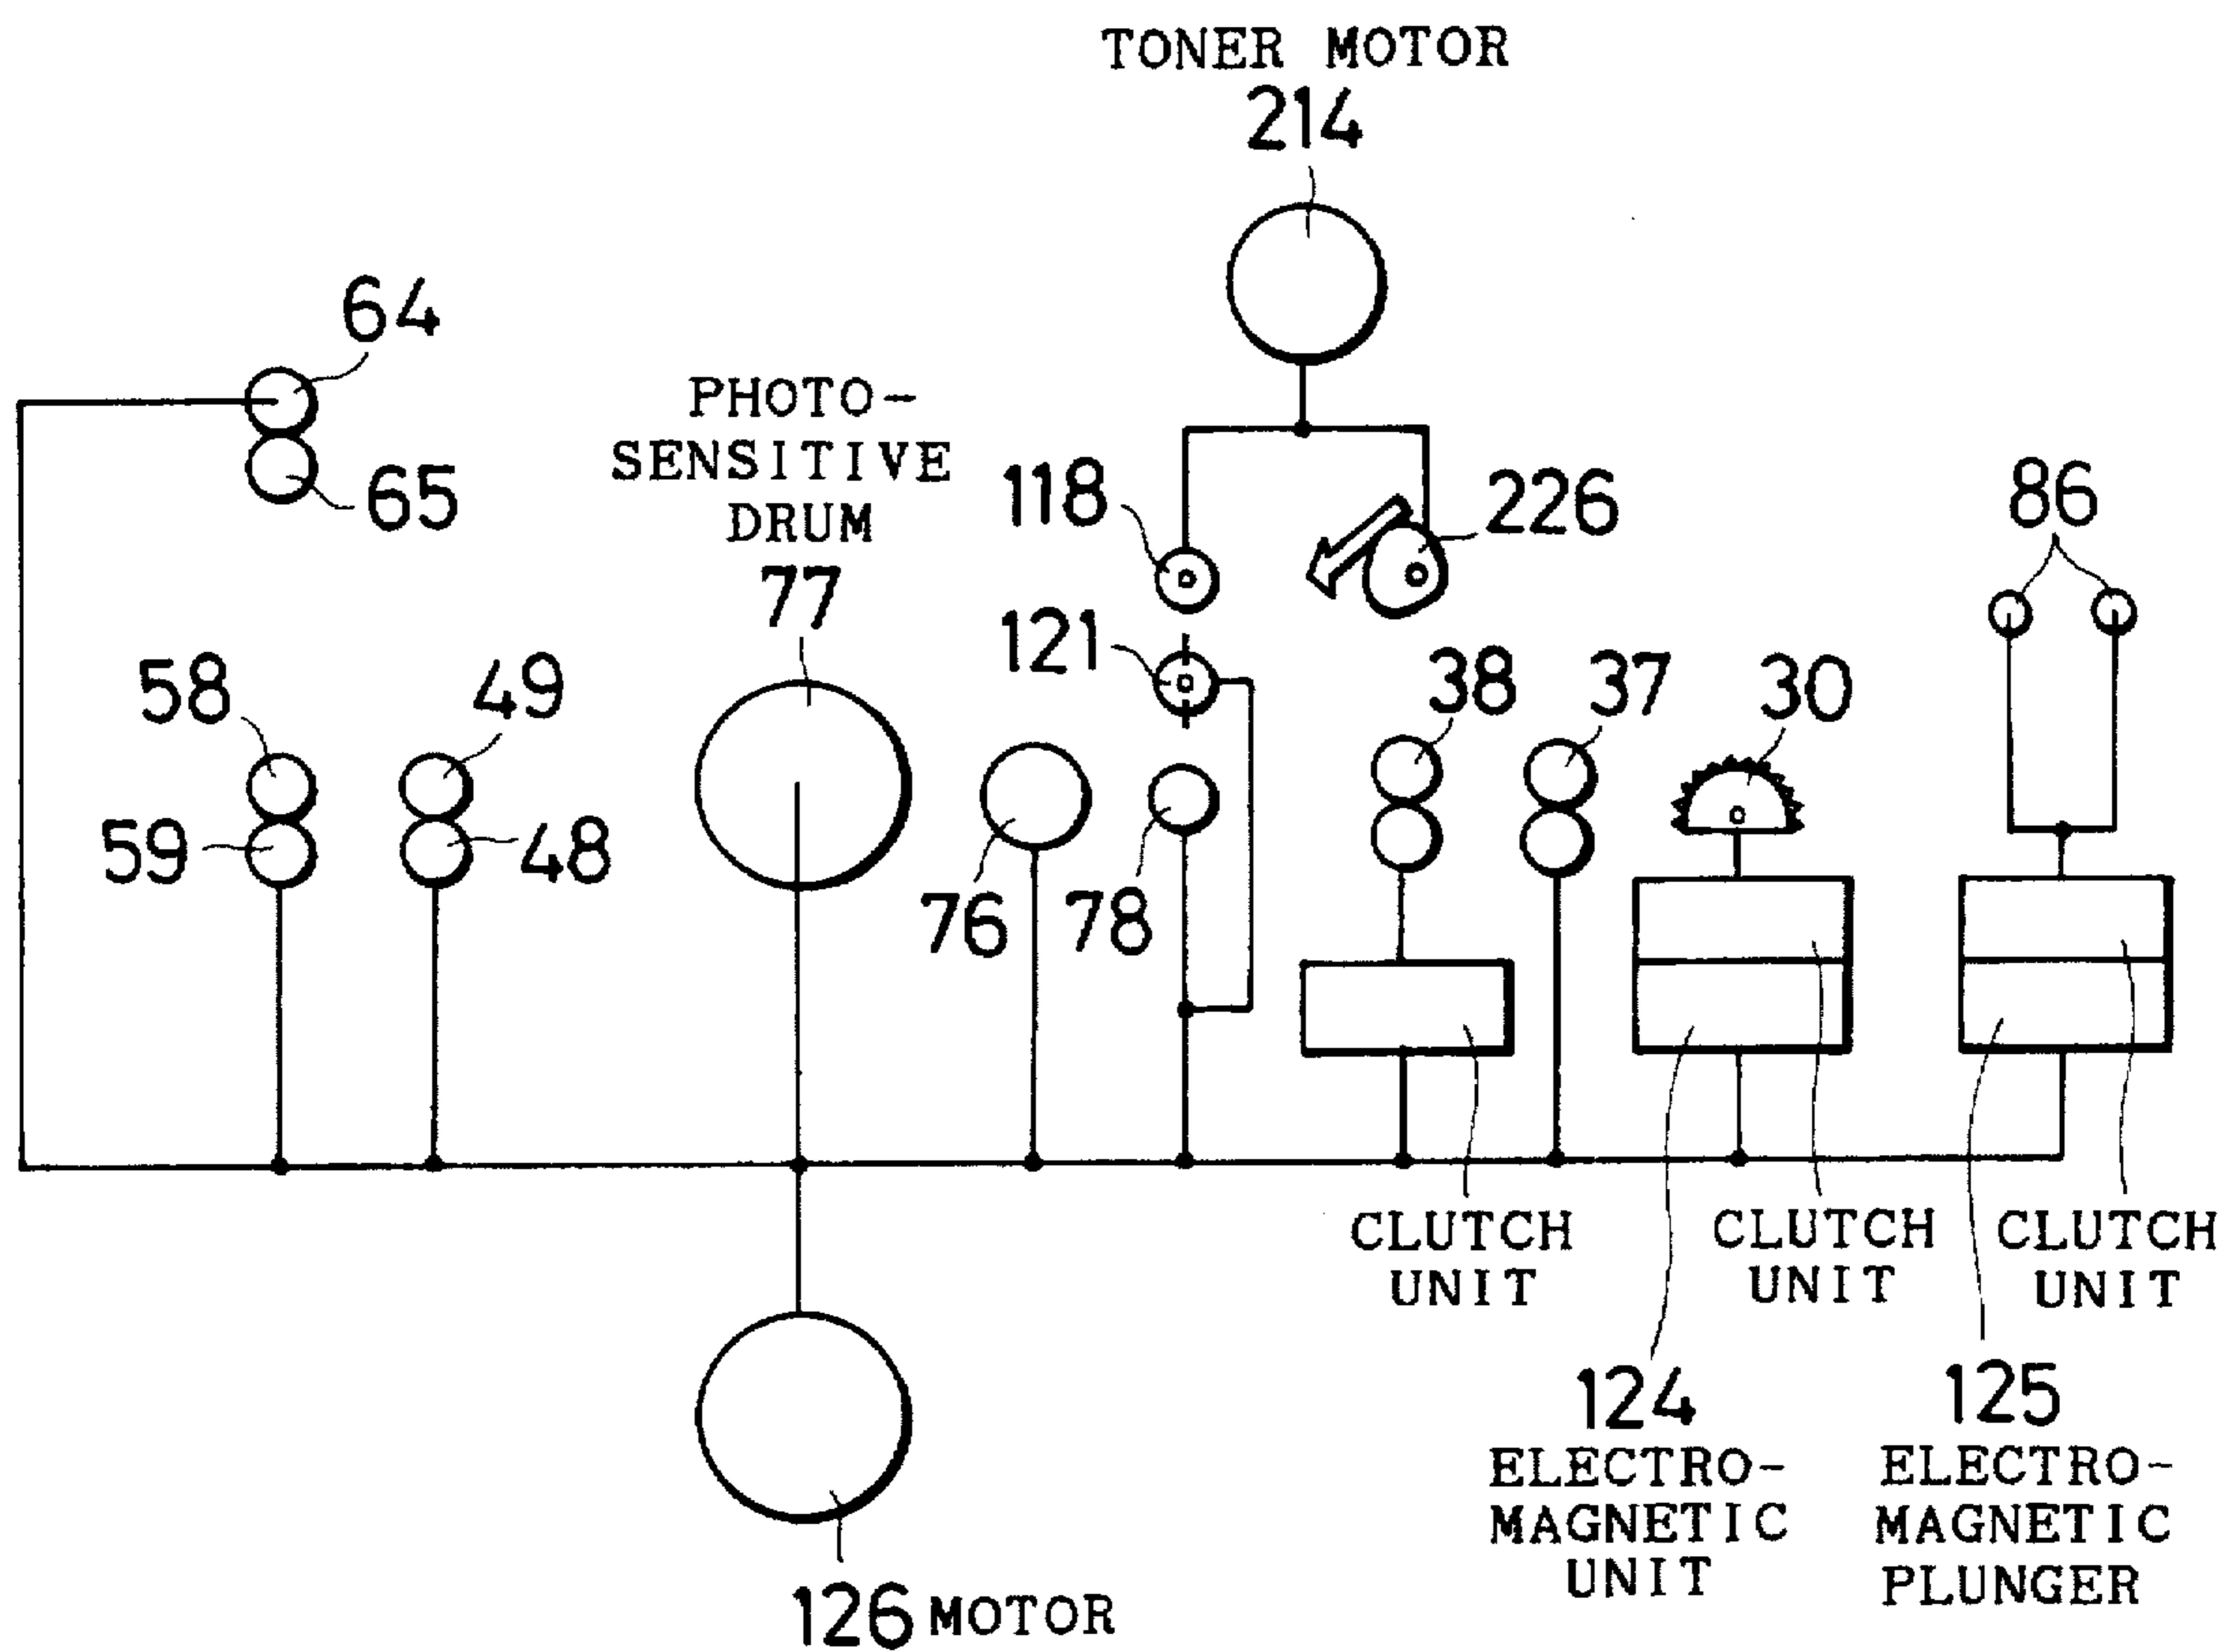 TONER MOTOR
214
64
65
PHOTO-
SENSITIVE
DRUM
77
118
226
86
121
58
49
38
37
30
59
48
76
78
CLUTCH
UNIT
CLUTCH
UNIT
CLUTCH
UNIT
124
ELECTRO-
MAGNETIC
UNIT
125
ELECTRO-
MAGNETIC
PLUNGER
126 MOTOR